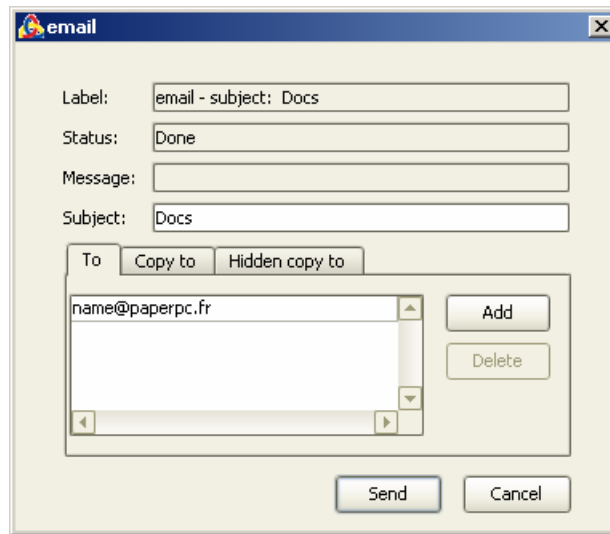 email
Label: email - subject: Docs
Status: Done
Message:
Subject: Docs
To Copy to Hidden copy to
name@paperpc.fr
Add
Delete
Send Cancel